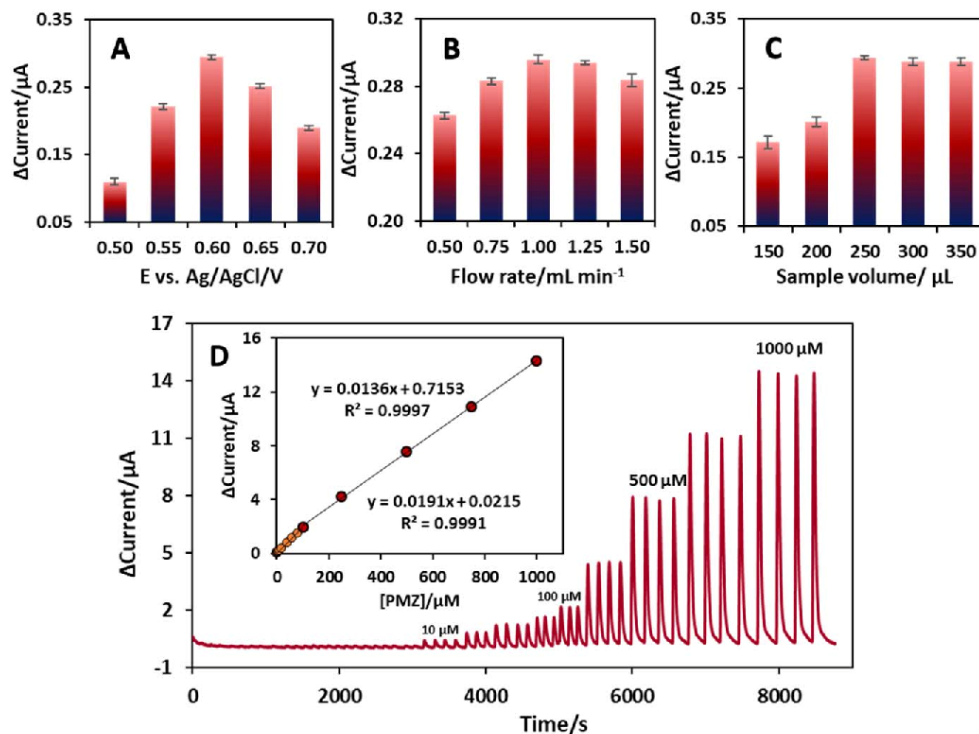 A
0.35
0.25
0.15
0.05
ΔCurrent/μA
0.50 0.55 0.60 0.65 0.70
E vs. Ag/AgCl/V
B
0.32
0.28
0.24
0.20
ΔCurrent/μA
0.50 0.75 1.00 1.25 1.50
Flow rate/mL min⁻¹
C
0.35
0.25
0.15
0.05
ΔCurrent/μA
150 200 250 300 350
Sample volume/ μL
D
17
14
11
8
5
2
-1
ΔCurrent/μA
16
12
8
4
0
ΔCurrent/μA
y = 0.0136x + 0.7153
R² = 0.9997
y = 0.0191x + 0.0215
R² = 0.9991
0 200 400 600 800 1000
[PMZ]/μM
10 μM
100 μM
500 μM
1000 μM
0 2000 4000 6000 8000
Time/s